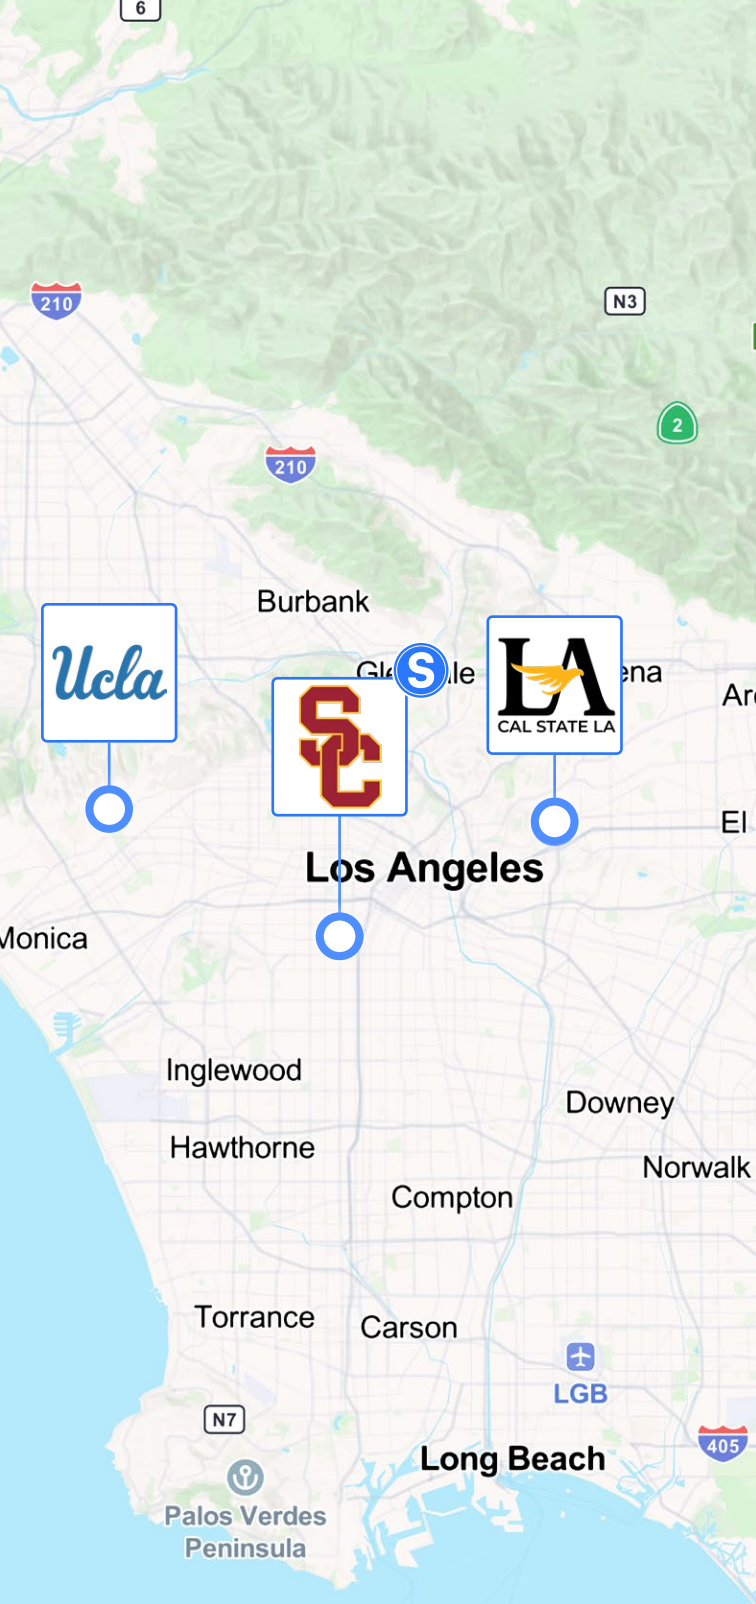 6
210
N3
2
210
Burbank
Ucla
SC
S
LA
CAL STATE LA
El
Los Angeles
Monica
Inglewood
Downey
Hawthorne
Norwalk
Compton
Torrance
Carson
LGB
N7
405
Long Beach
Palos Verdes
Peninsula